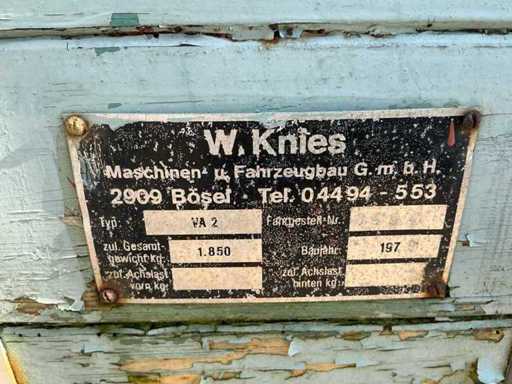 W. Knies
Maschinen- u. Fahrzeugbau G.m.b.H.
2909 Bösel · Tel. 04494 - 553
Typ: VA 2 Fahrgestell-Nr.
zul. Gesamt- gewicht kg: 1.850 Baujahr: 197
zul. Achslast vorn kg: zul. Achslast hinten kg: